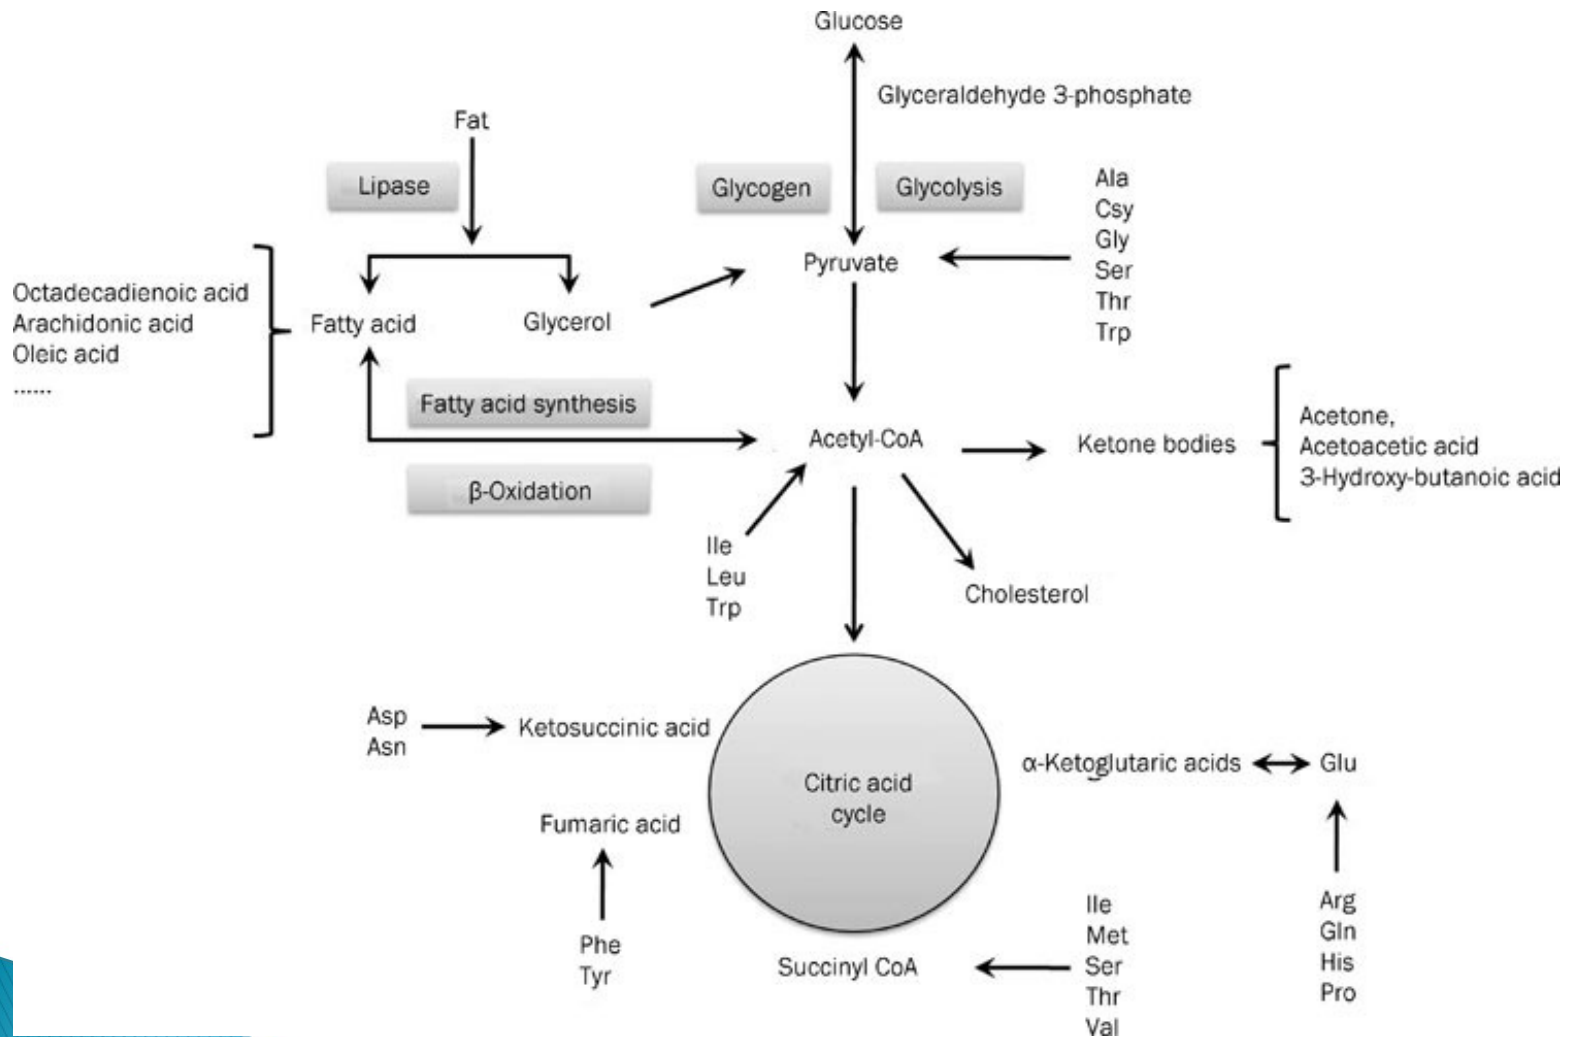 Glucose
Glyceraldehyde 3-phosphate
Fat
Lipase
Glycogen
Glycolysis
Ala
Csy
Gly
Ser
Thr
Trp
Pyruvate
Octadecadienoic acid
Arachidonic acid
Oleic acid
......
Fatty acid
Glycerol
Fatty acid synthesis
β-Oxidation
Acetyl-CoA
Ketone bodies
Acetone,
Acetoacetic acid
3-Hydroxy-butanoic acid
Ile
Leu
Trp
Cholesterol
Asp
Asn
Ketosuccinic acid
Citric acid
cycle
α-Ketoglutaric acids
Glu
Fumaric acid
Phe
Tyr
Succinyl CoA
Ile
Met
Ser
Thr
Val
Arg
Gln
His
Pro